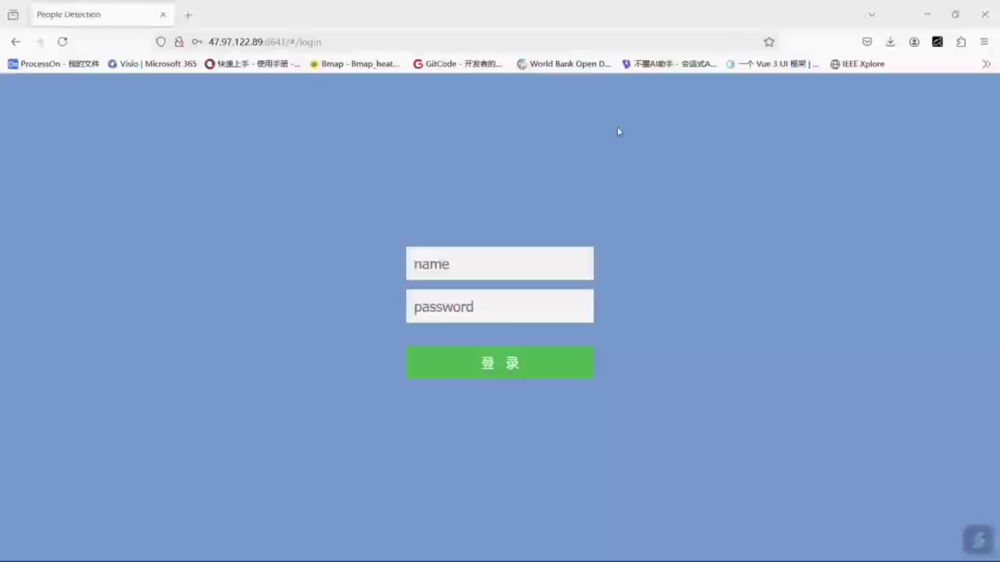 People Detection
47.97.122.89:8641/#/login
ProcessOn - 我的文件 Visio | Microsoft 365 快速上手 - 使用手册 -... Bmap - Bmap_heat... GitCode - 开发者的... World Bank Open D... 不墨AI助手 - 会话式A... 一个 Vue 3 UI 框架 | ... IEEE Xplore
name
password
登 录